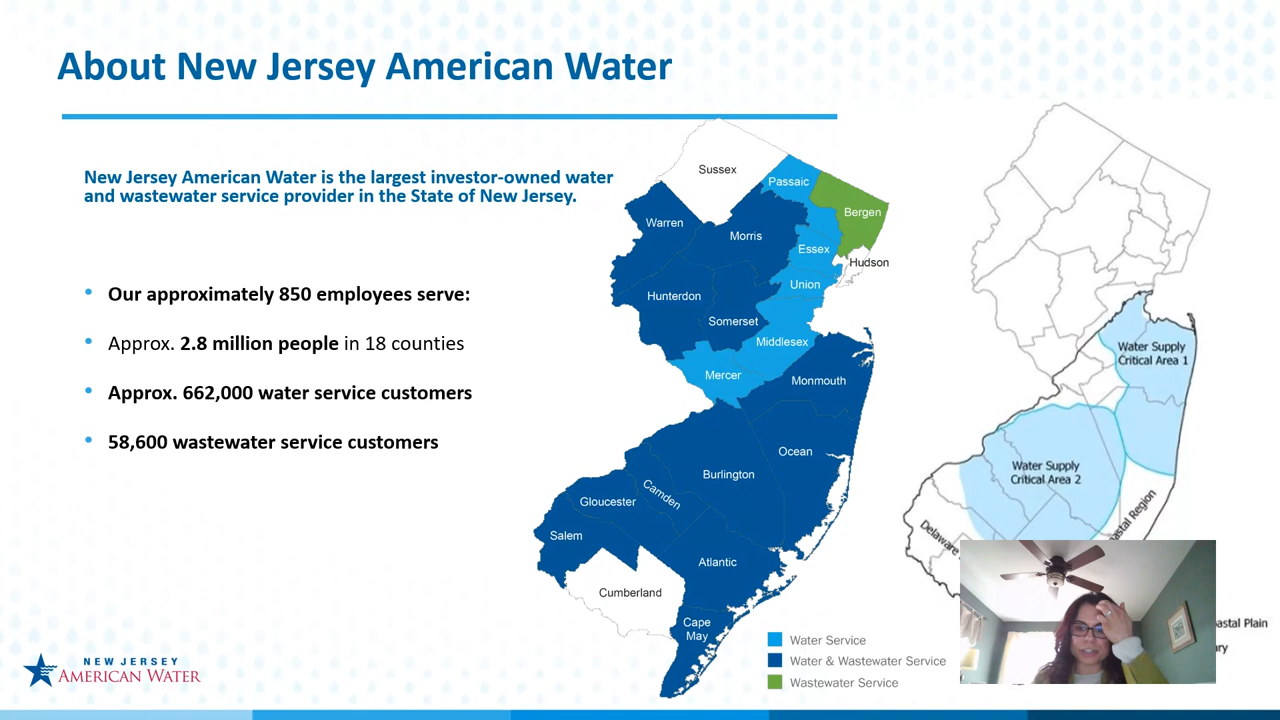 About New Jersey American Water
New Jersey American Water is the largest investor-owned water
and wastewater service provider in the State of New Jersey.
• Our approximately 850 employees serve:
• Approx. 2.8 million people in 18 counties
• Approx. 662,000 water service customers
• 58,600 wastewater service customers
Sussex
Passaic
Bergen
Warren
Morris
Essex
Hudson
Union
Hunterdon
Somerset
Middlesex
Mercer
Monmouth
Ocean
Burlington
Camden
Gloucester
Salem
Atlantic
Cumberland
Cape
May
Water Service
Water & Wastewater Service
Wastewater Service
Water Supply
Critical Area 1
Water Supply
Critical Area 2
Delaware
Region
Plain
NEW JERSEY
AMERICAN WATER